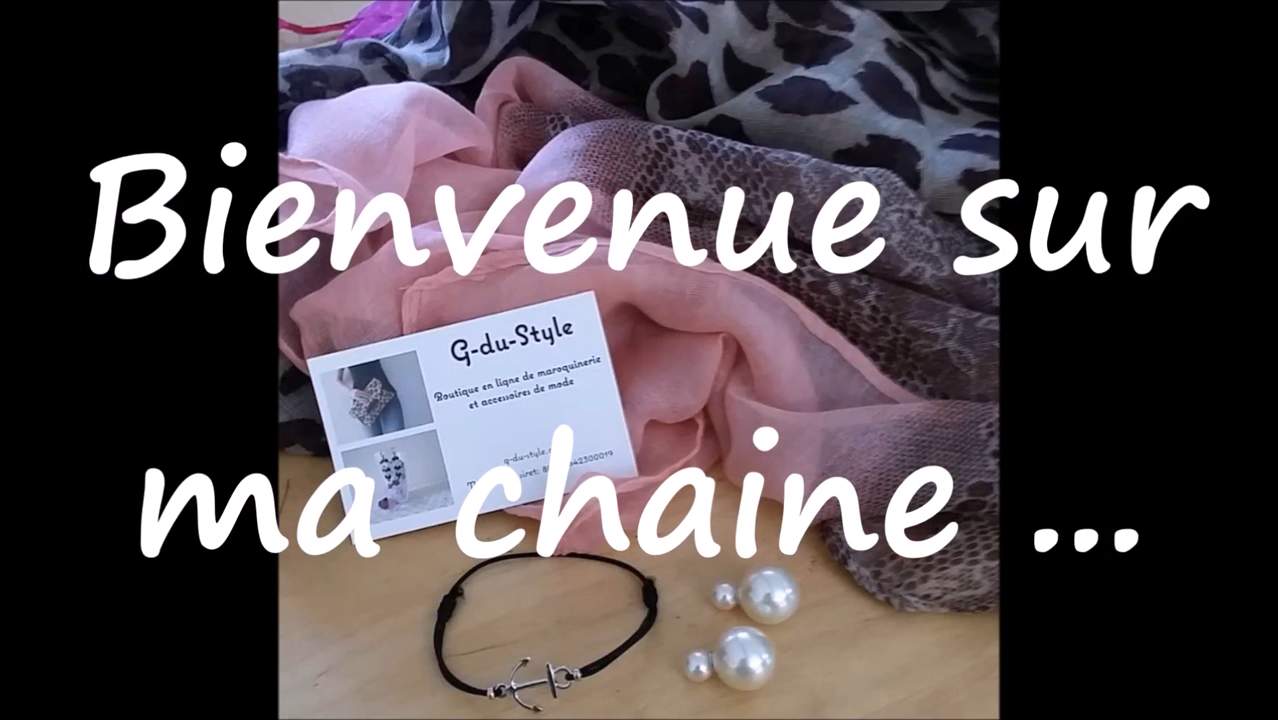 Bienvenue sur
G-du-Style
Boutique en ligne de maroquinerie
et accessoires de mode
ma chaine ...